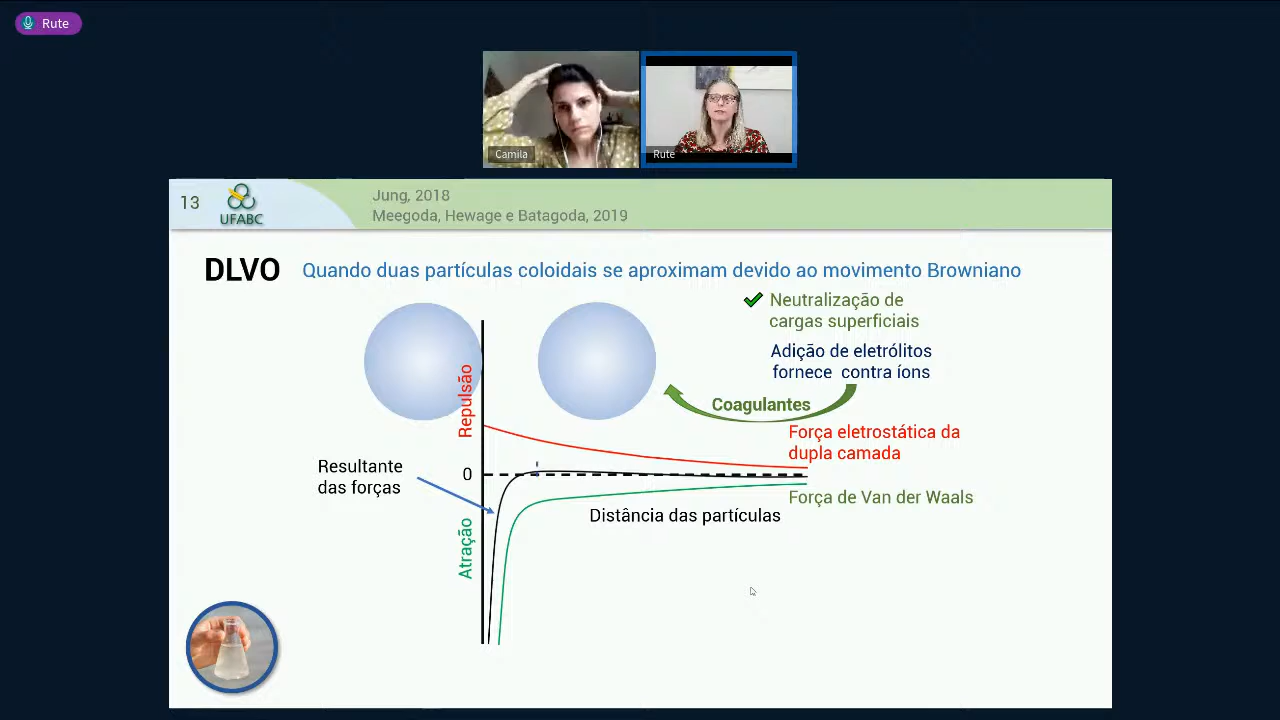 Rute
Camila
Rute
13
UFABC
Jung, 2018
Meegoda, Hewage e Batagoda, 2019
DLVO
Quando duas partículas coloidais se aproximam devido ao movimento Browniano
Neutralização de
cargas superficiais
Adição de eletrólitos
fornece contra íons
Coagulantes
Repulsão
Força eletrostática da
dupla camada
Resultante
das forças
0
Força de Van der Waals
Distância das partículas
Atração